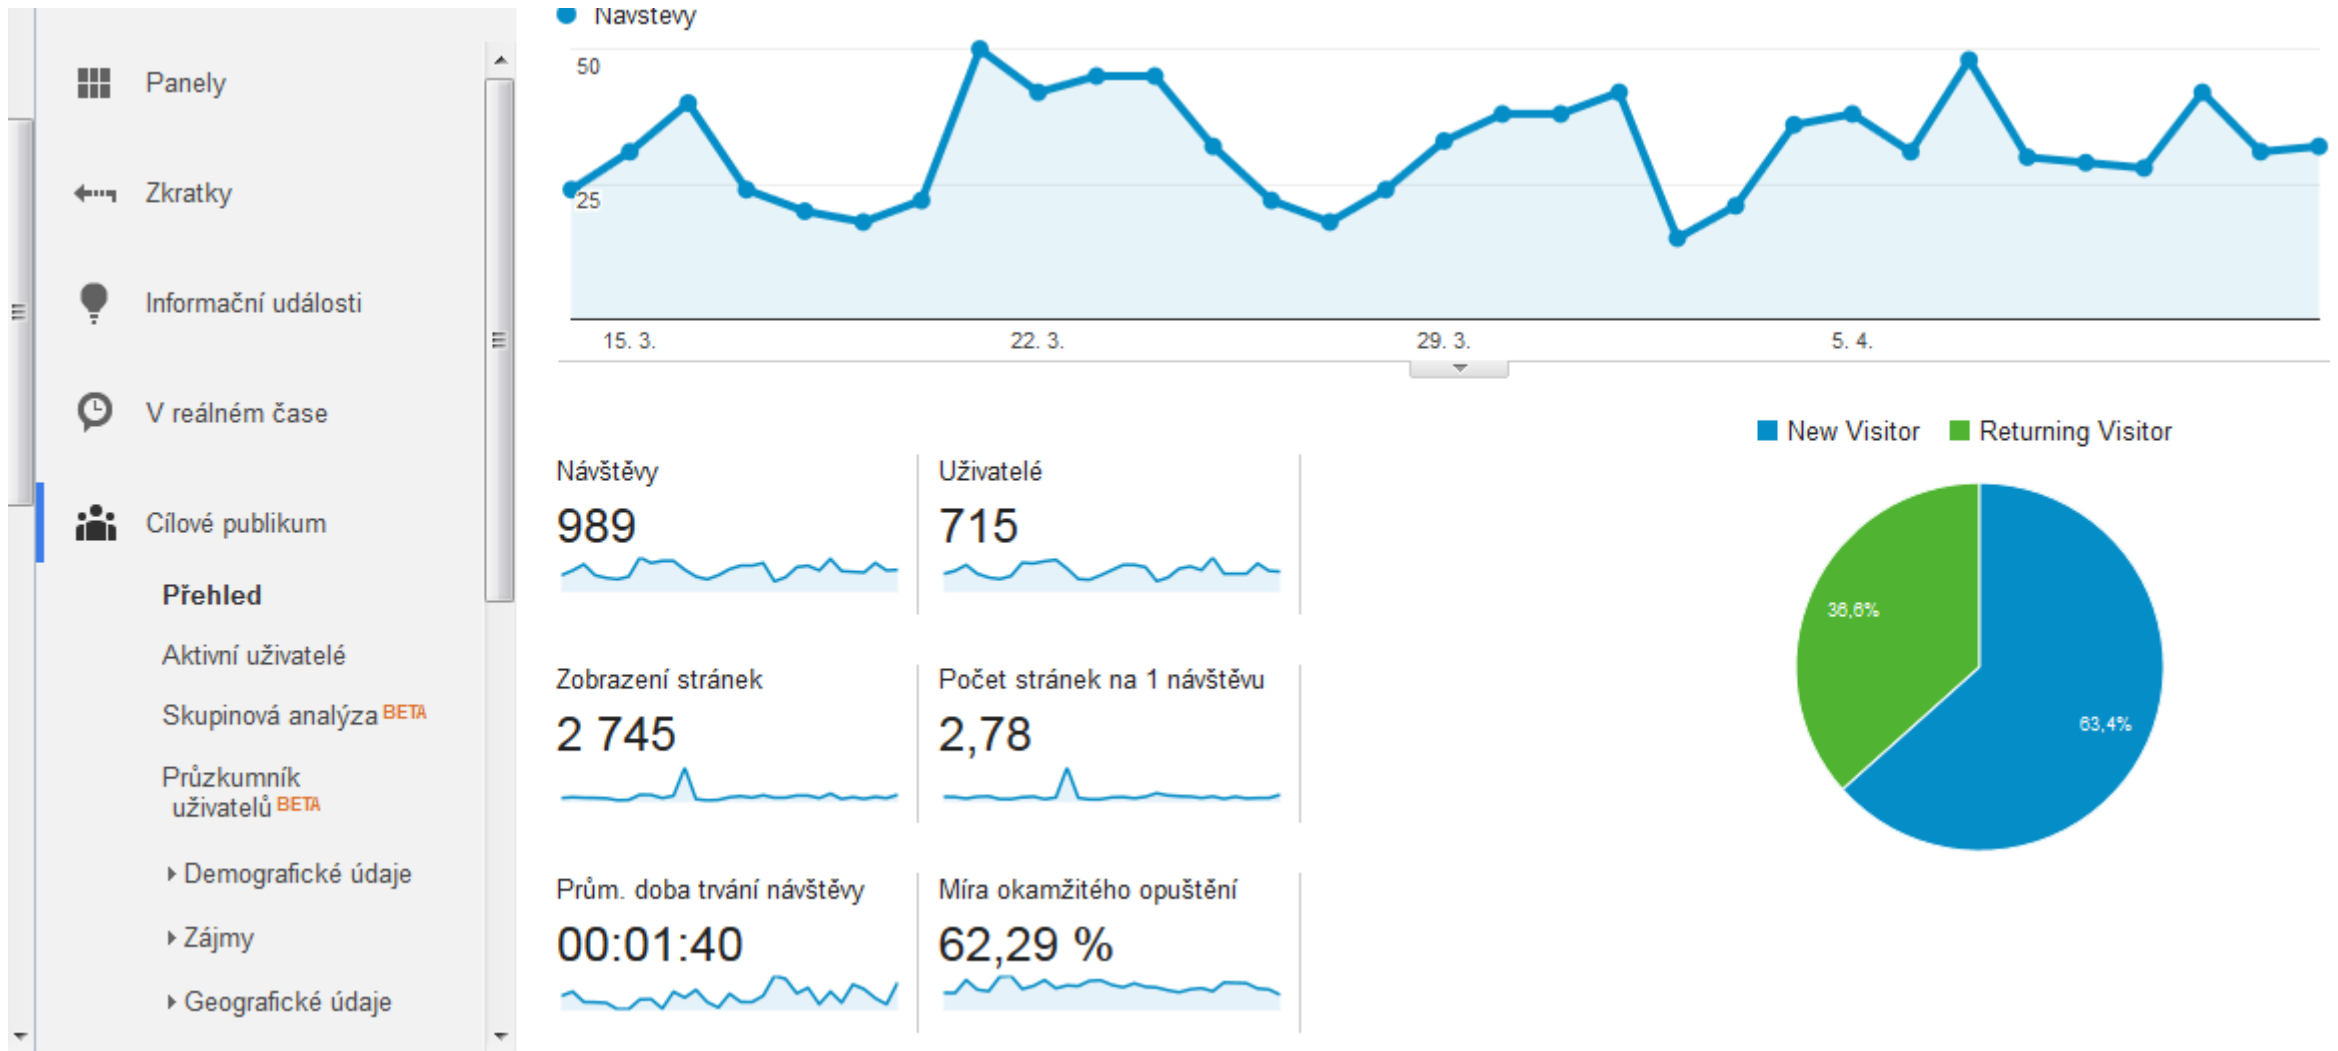 Panely
Zkratky
Informační události
V reálném čase
Cílové publikum
Přehled
Aktivní uživatelé
Skupinová analýza BETA
Průzkumník
uživatelů BETA
Demografické údaje
Zájmy
Geografické údaje
Návštěvy
50
25
15. 3.
22. 3.
29. 3.
5. 4.
New Visitor
Returning Visitor
Návštěvy
989
Uživatelé
715
Zobrazení stránek
2 745
Počet stránek na 1 návštěvu
2,78
Prům. doba trvání návštěvy
00:01:40
Míra okamžitého opuštění
62,29 %
36,6%
63,4%